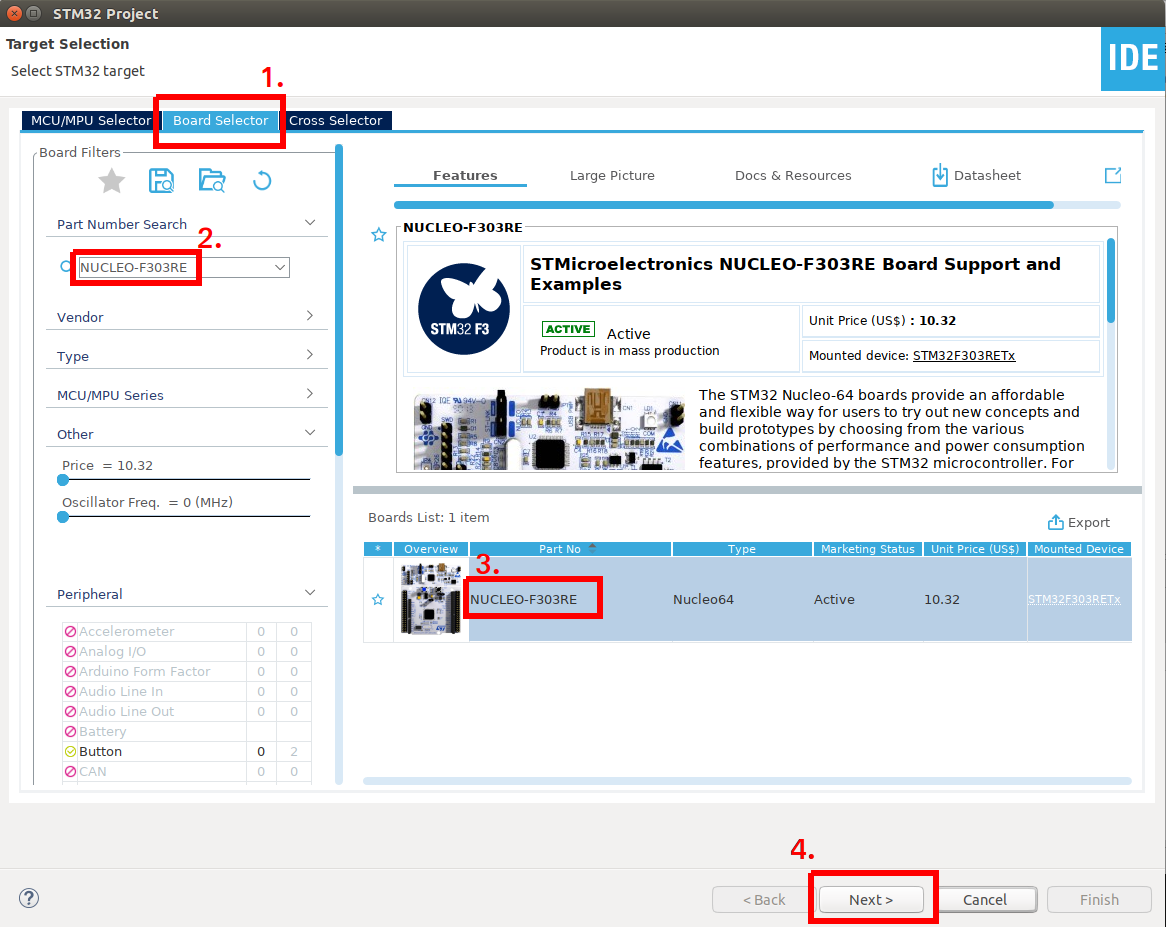 STM32 Project
Target Selection
Select STM32 target
IDE
1.
MCU/MPU Selector
Board Selector
Cross Selector
Board Filters
Part Number Search
2.
NUCLEO-F303RE
Vendor
Type
MCU/MPU Series
Other
Price = 10.32
Oscillator Freq. = 0 (MHz)
Peripheral
Accelerometer 0 0
Analog I/O 0 0
Arduino Form Factor 0 0
Audio Line In 0 0
Audio Line Out 0 0
Battery
Button 0 2
CAN 0 0
Features
Large Picture
Docs & Resources
Datasheet
NUCLEO-F303RE
STM32 F3
STMicroelectronics NUCLEO-F303RE Board Support and
Examples
ACTIVE Active
Product is in mass production
Unit Price (US$) : 10.32
Mounted device: STM32F303RETx
The STM32 Nucleo-64 boards provide an affordable
and flexible way for users to try out new concepts and
build prototypes by choosing from the various
combinations of performance and power consumption
features, provided by the STM32 microcontroller. For
Boards List: 1 item
Export
* Overview Part No Type Marketing Status Unit Price (US$) Mounted Device
3.
NUCLEO-F303RE Nucleo64 Active 10.32 STM32F303RETx
4.
?
< Back
Next >
Cancel
Finish